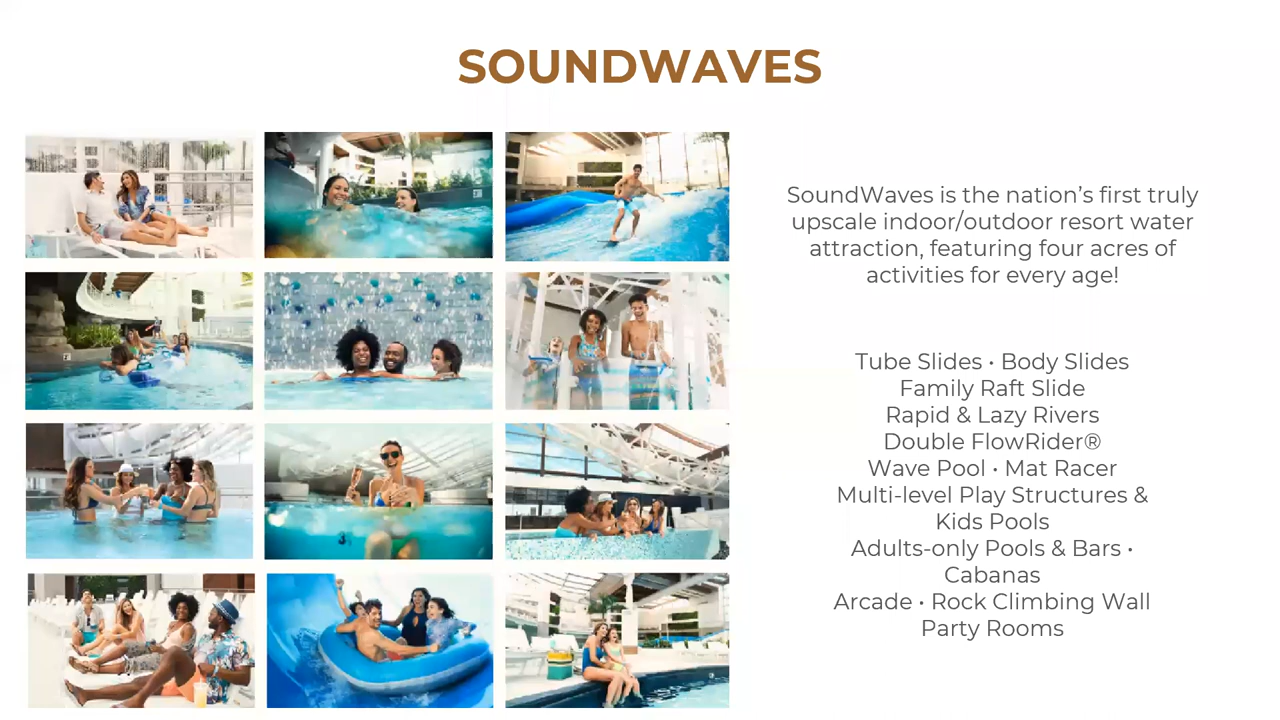 SOUNDWAVES
SoundWaves is the nation’s first truly
upscale indoor/outdoor resort water
attraction, featuring four acres of
activities for every age!
Tube Slides • Body Slides
Family Raft Slide
Rapid & Lazy Rivers
Double FlowRider®
Wave Pool • Mat Racer
Multi-level Play Structures &
Kids Pools
Adults-only Pools & Bars •
Cabanas
Arcade • Rock Climbing Wall
Party Rooms